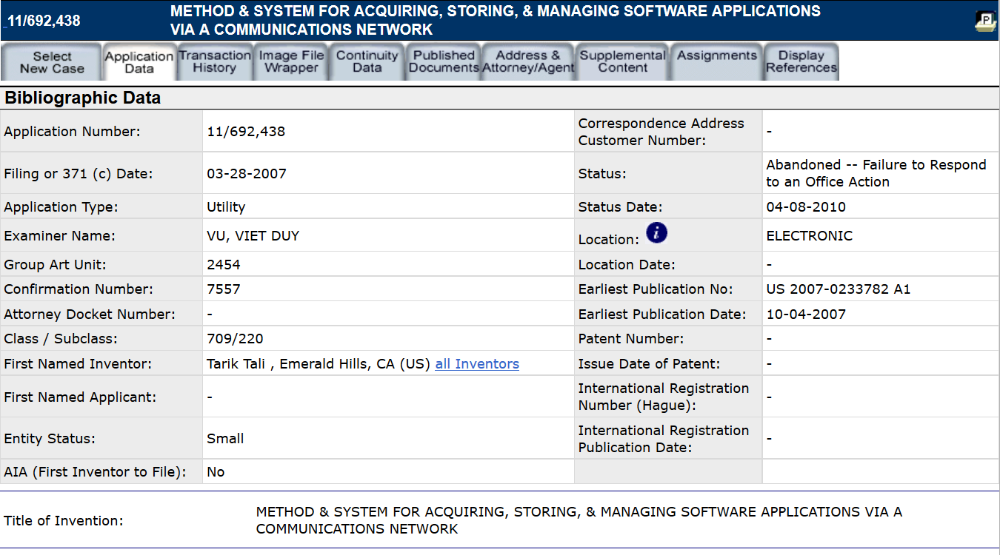 11/692,438
METHOD & SYSTEM FOR ACQUIRING, STORING, & MANAGING SOFTWARE APPLICATIONS
VIA A COMMUNICATIONS NETWORK
P
Select
New Case
Application
Data
Transaction
History
Image File
Wrapper
Continuity
Data
Published
Documents
Address &
Attorney/Agent
Supplemental
Content
Assignments
Display
References
Bibliographic Data
Application Number:
11/692,438
Correspondence Address
Customer Number:
-
Filing or 371 (c) Date:
03-28-2007
Status:
Abandoned -- Failure to Respond
to an Office Action
Application Type:
Utility
Status Date:
04-08-2010
Examiner Name:
VU, VIET DUY
Location: i
ELECTRONIC
Group Art Unit:
2454
Location Date:
-
Confirmation Number:
7557
Earliest Publication No:
US 2007-0233782 A1
Attorney Docket Number:
-
Earliest Publication Date:
10-04-2007
Class / Subclass:
709/220
Patent Number:
-
First Named Inventor:
Tarik Tali , Emerald Hills, CA (US) all Inventors
Issue Date of Patent:
-
First Named Applicant:
-
International Registration
Number (Hague):
-
Entity Status:
Small
International Registration
Publication Date:
-
AIA (First Inventor to File):
No
Title of Invention:
METHOD & SYSTEM FOR ACQUIRING, STORING, & MANAGING SOFTWARE APPLICATIONS VIA A
COMMUNICATIONS NETWORK